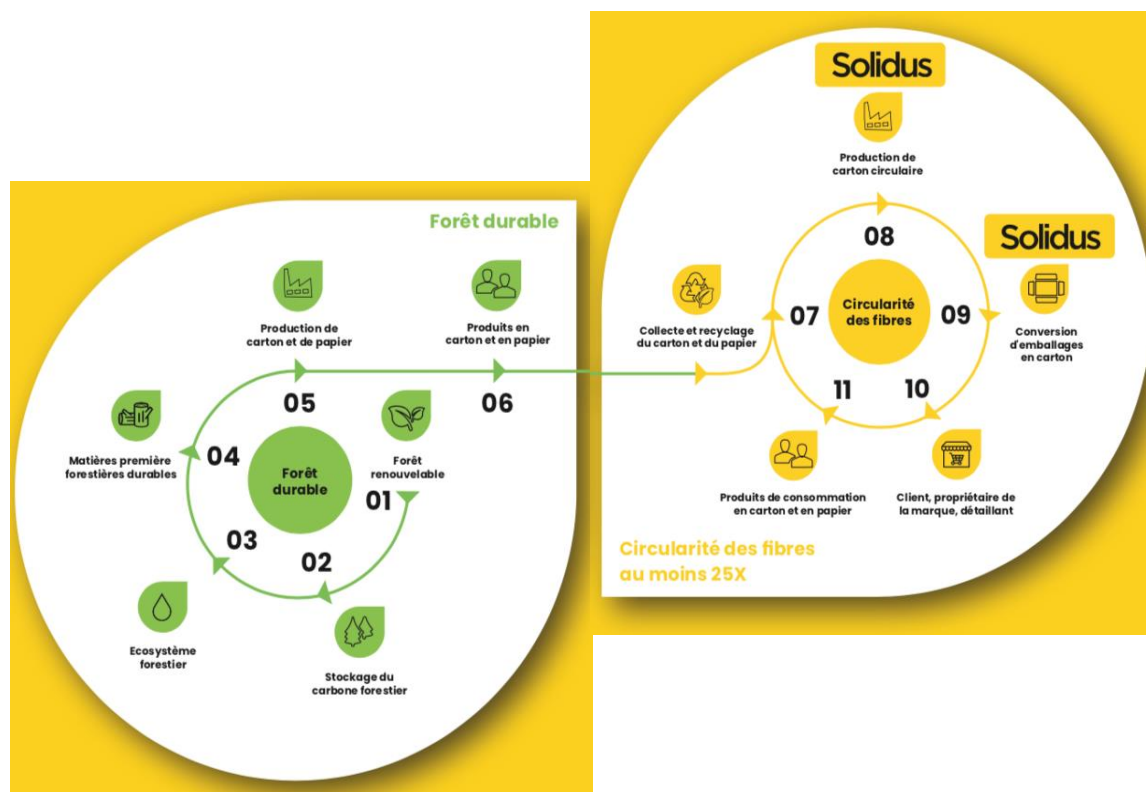 Forêt durable
Production de
carton et de papier
Produits en
carton et en papier
05
06
Matières première
forestières durables
04
Forêt
durable
Forêt
renouvelable
01
03
02
Ecosystème
forestier
Stockage du
carbone forestier
Solidus
Production de
carton circulaire
08
Solidus
Collecte et recyclage
du carton et du papier
07
Circularité
des fibres
09
Conversion
d'emballages
en carton
11
10
Produits de consommation
en carton et en papier
Client, propriétaire de
la marque, détaillant
Circularité des fibres
au moins 25X